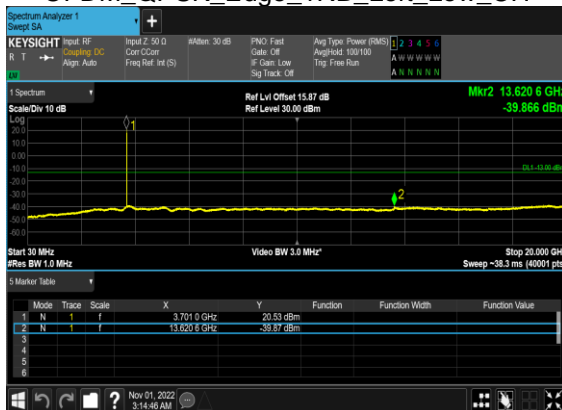 Spectrum Analyzer 1
Swept SA
+
KEYSIGHT Input: RF Input Z: 50 Ω #Atten: 30 dB PNO: Fast Avg Type: Power (RMS) 1 2 3 4 5 6
R T Coupling: DC Corr CCorr Gate: Off Avg|Hold: 100/100 A W W W W W
Align: Auto Freq Ref: Int (S) IF Gain: Low Trig: Free Run
Sig Track: Off A N N N N N
1 Spectrum
Scale/Div 10 dB
Ref Lvl Offset 15.87 dB
Ref Level 30.00 dBm
Mkr2 13.620 6 GHz
-39.866 dBm
Log
20.0
10.0
0.00
-10.0
-20.0
-30.0
-40.0
-50.0
-60.0
1
2
DL1 -13.00 dBm
Start 30 MHz Video BW 3.0 MHz* Stop 20.000 GHz
#Res BW 1.0 MHz Sweep ~38.3 ms (40001 pts)
5 Marker Table
Mode Trace Scale X Y Function Function Width Function Value
1 N 1 f 3.701 0 GHz 20.53 dBm
2 N 1 f 13.620 6 GHz -39.87 dBm
3
4
5
6
? Nov 01, 2022
3:14:46 AM